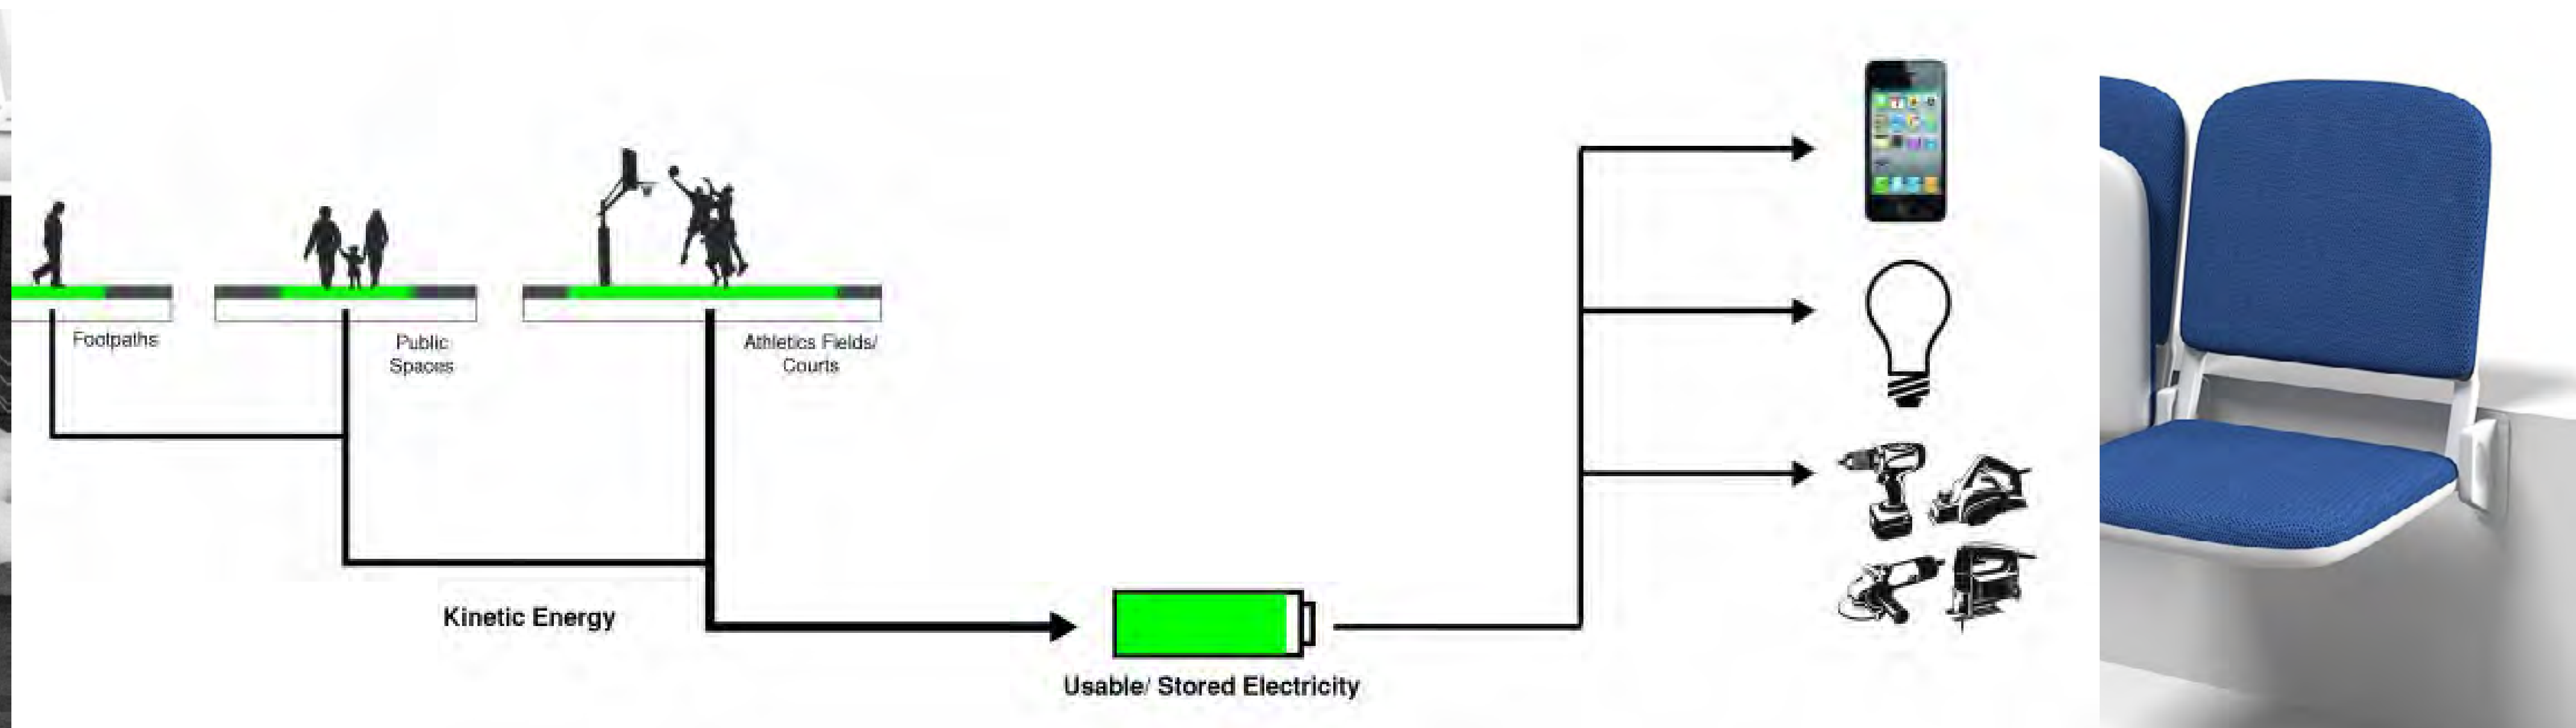 Footpaths
Public
Spaces
Athletics Fields/
Courts
Kinetic Energy
Usable/ Stored Electricity